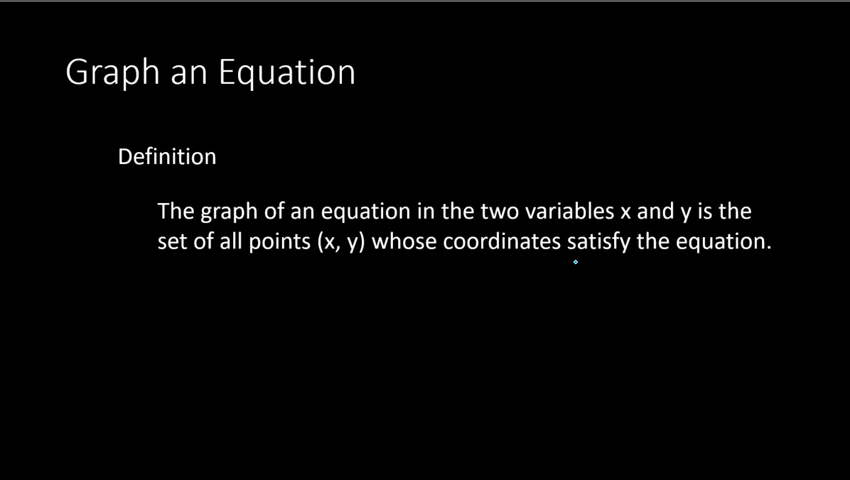 Graph an Equation
Definition
The graph of an equation in the two variables x and y is the
set of all points (x, y) whose coordinates satisfy the equation.